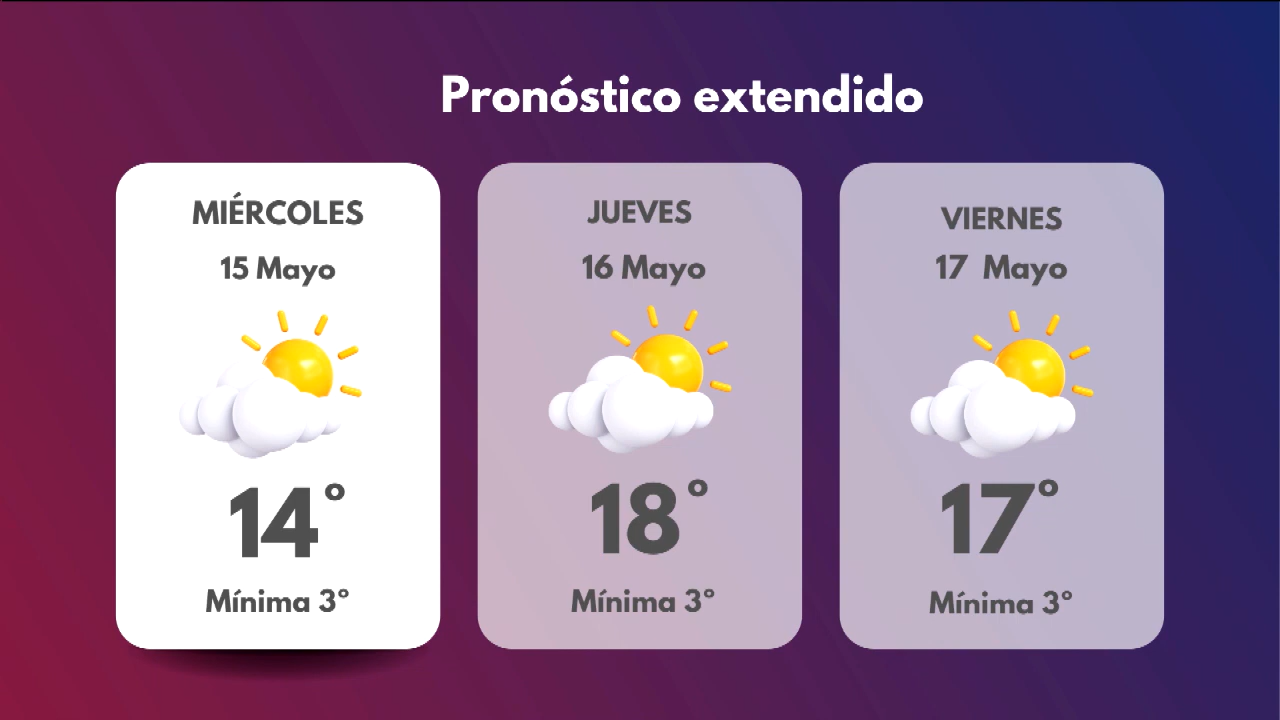 Pronóstico extendido
MIÉRCOLES
15 Mayo
14°
Mínima 3°
JUEVES
16 Mayo
18°
Mínima 3°
VIERNES
17 Mayo
17°
Mínima 3°